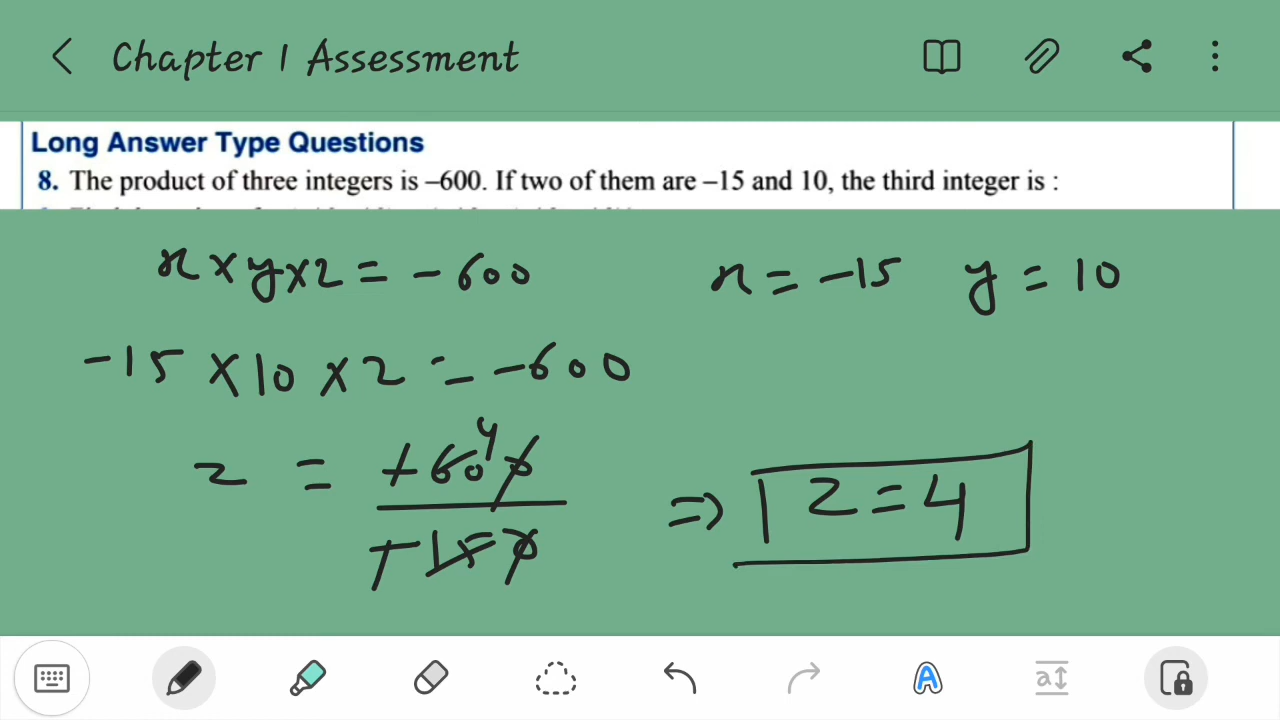 Chapter 1 Assessment
Long Answer Type Questions
8. The product of three integers is –600. If two of them are –15 and 10, the third integer is :
x × y × z = - 600 x = -15 y = 10
-15 × 10 × z = -600
z = -600 4
-150
⇒ z = 4
A
a